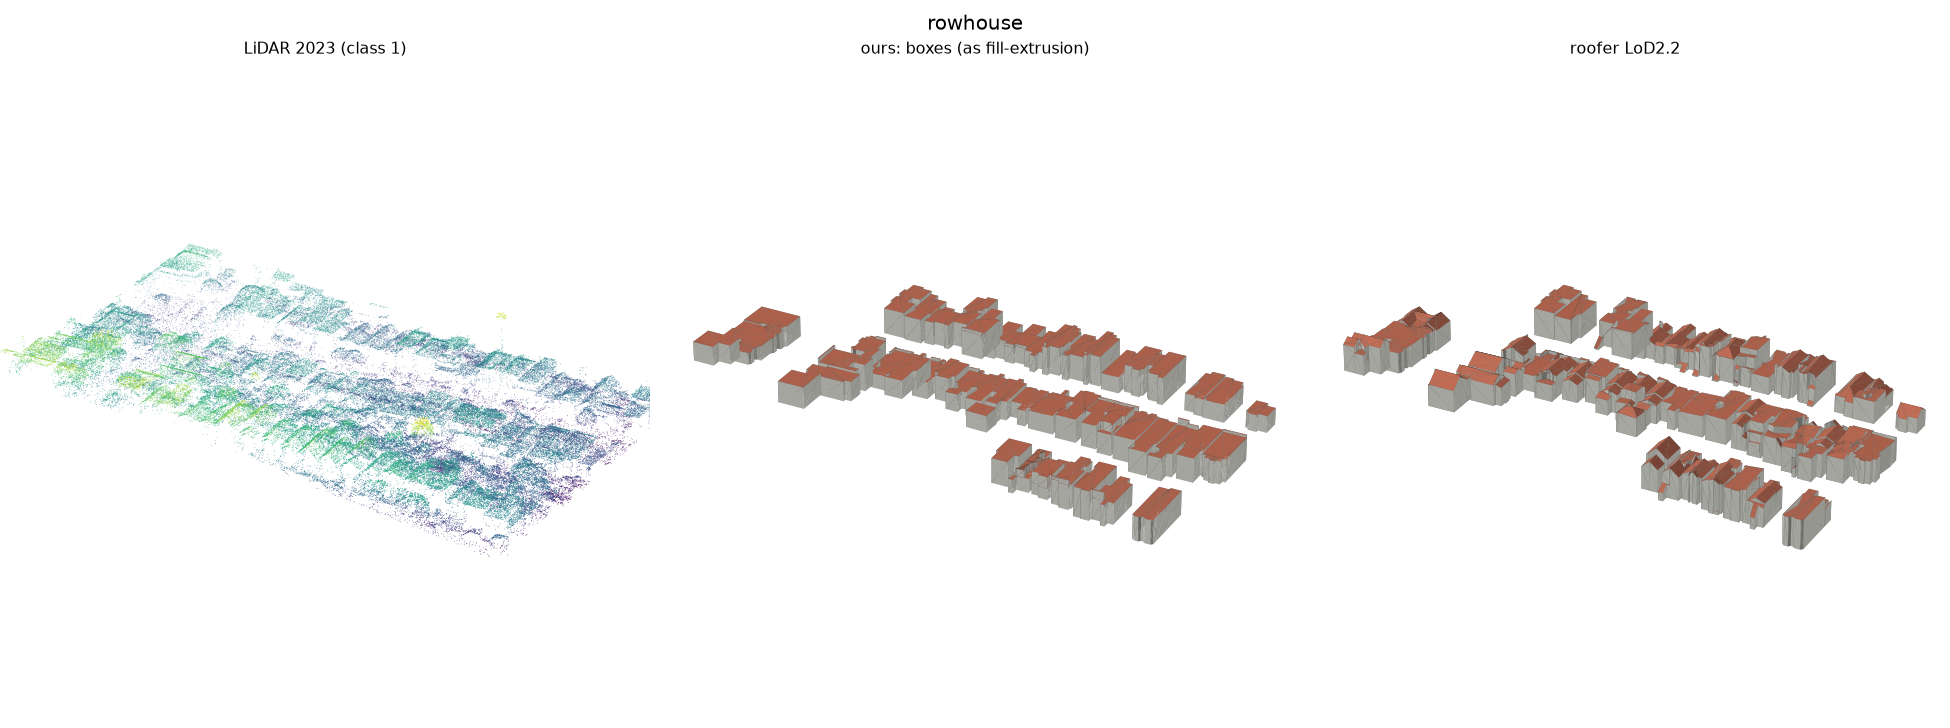 rowhouse
LiDAR 2023 (class 1)
ours: boxes (as fill-extrusion)
roofer LoD2.2